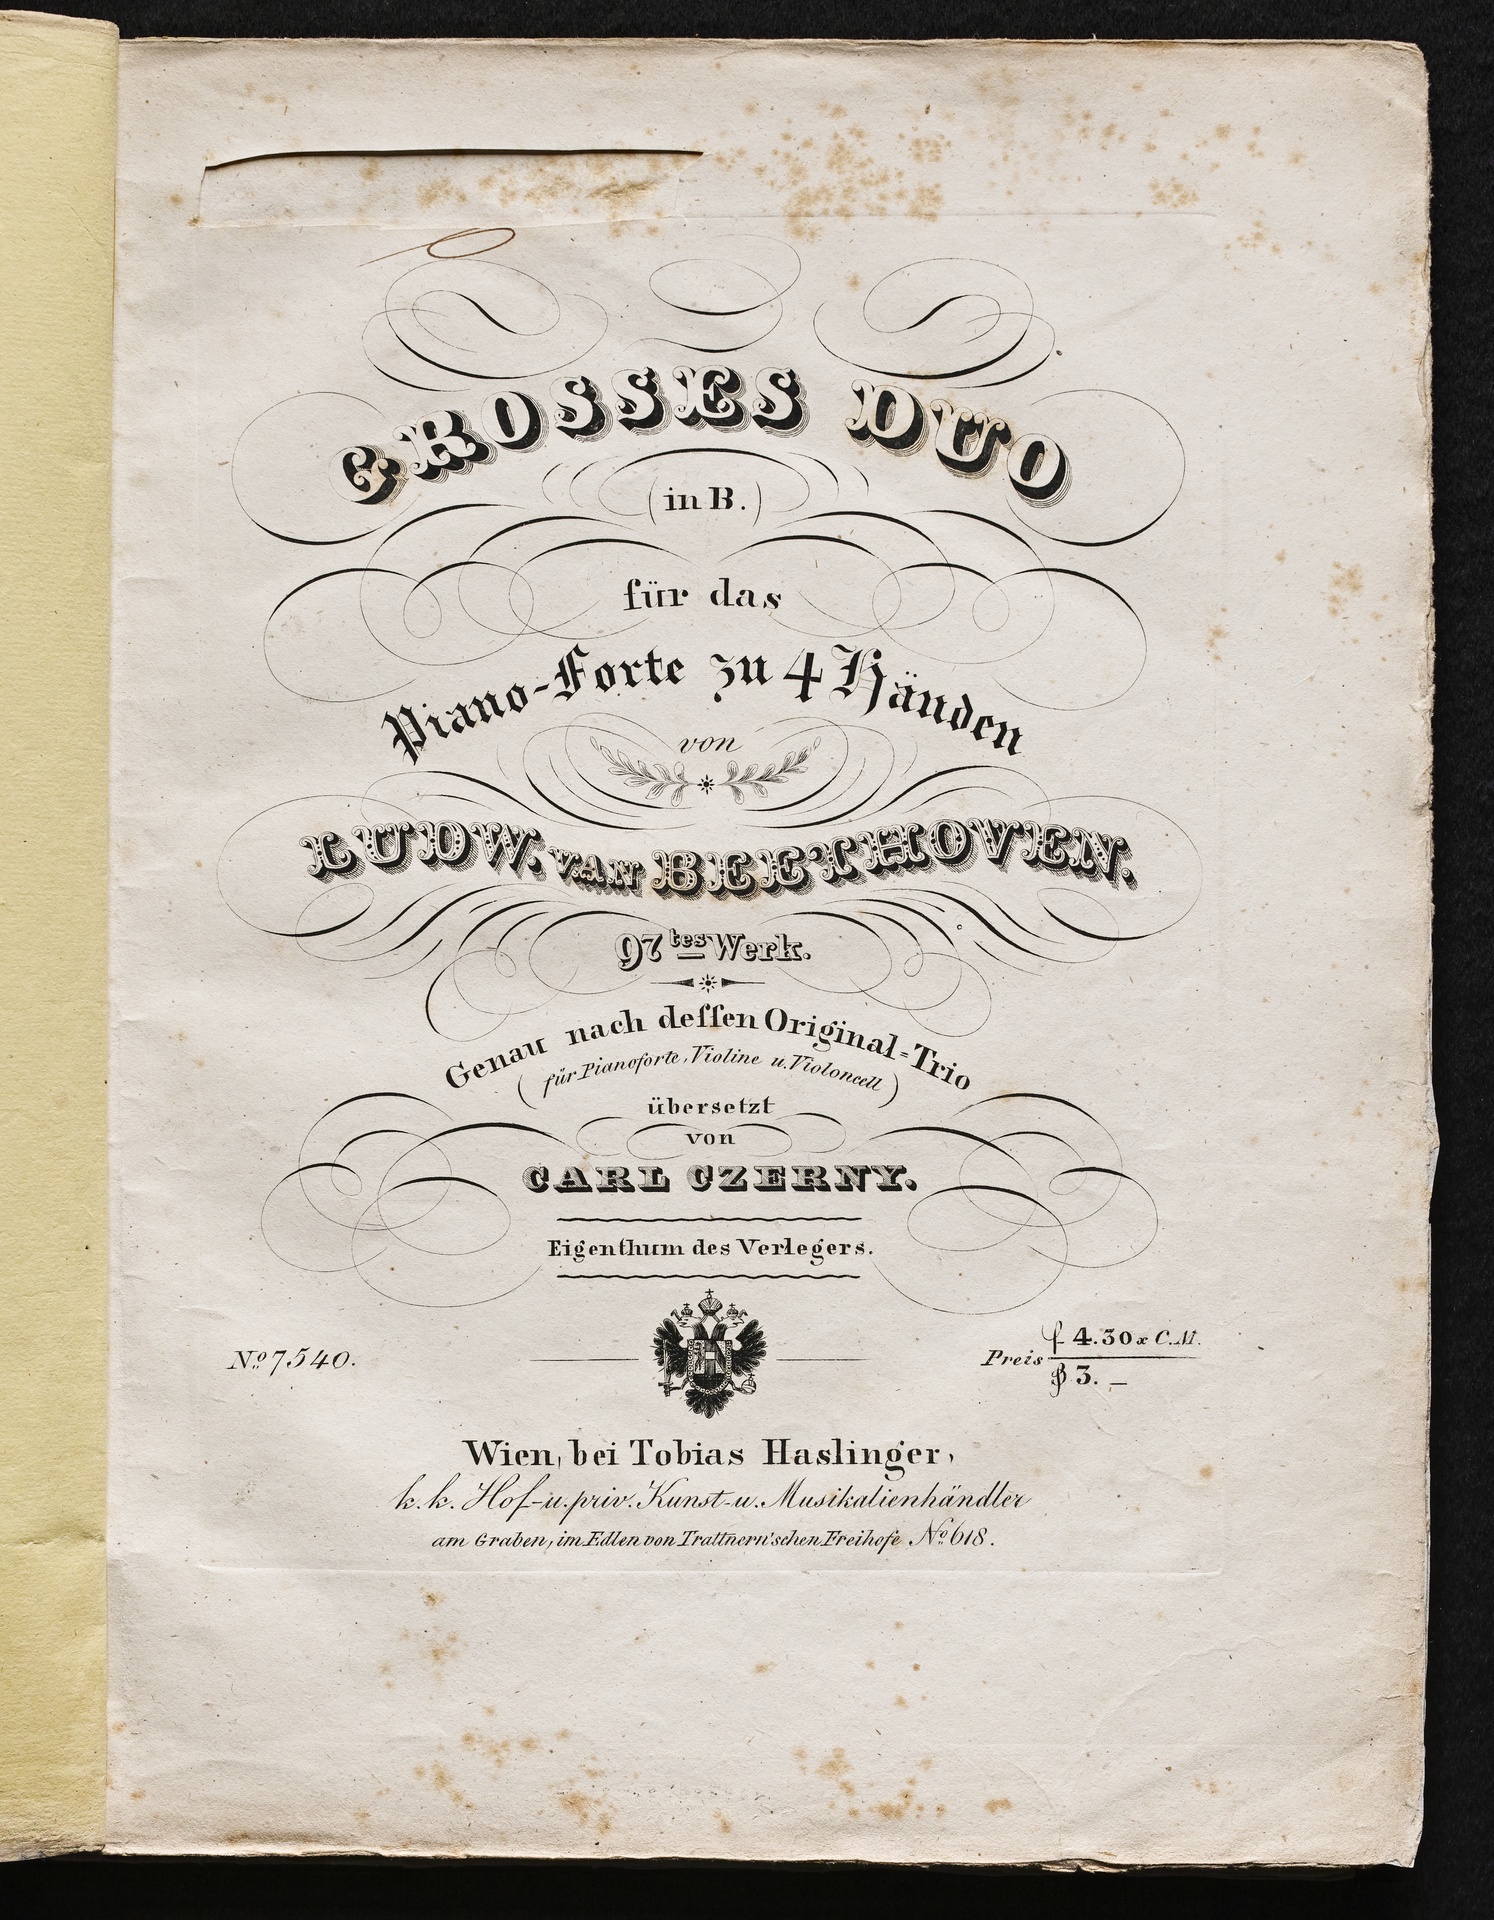 GROSSES DUO
(in B.)
für das
Piano-Forte zu 4 Händen
von
LUDW. VAN BEETHOVEN.
97tes Werk.
Genau nach deſſen Original=Trio
(für Pianoforte, Violine u. Violoncell)
übersetzt
von
CARL CZERNY.
Eigenthum des Verlegers.
No 7540.
Preis f 4.30 x C.M.
3. —
Wien, bei Tobias Haslinger,
k. k. Hof- u. priv. Kunst- u. Musikalienhändler
am Graben, im Edlen von Trattnern'schen Freihofe No 618.